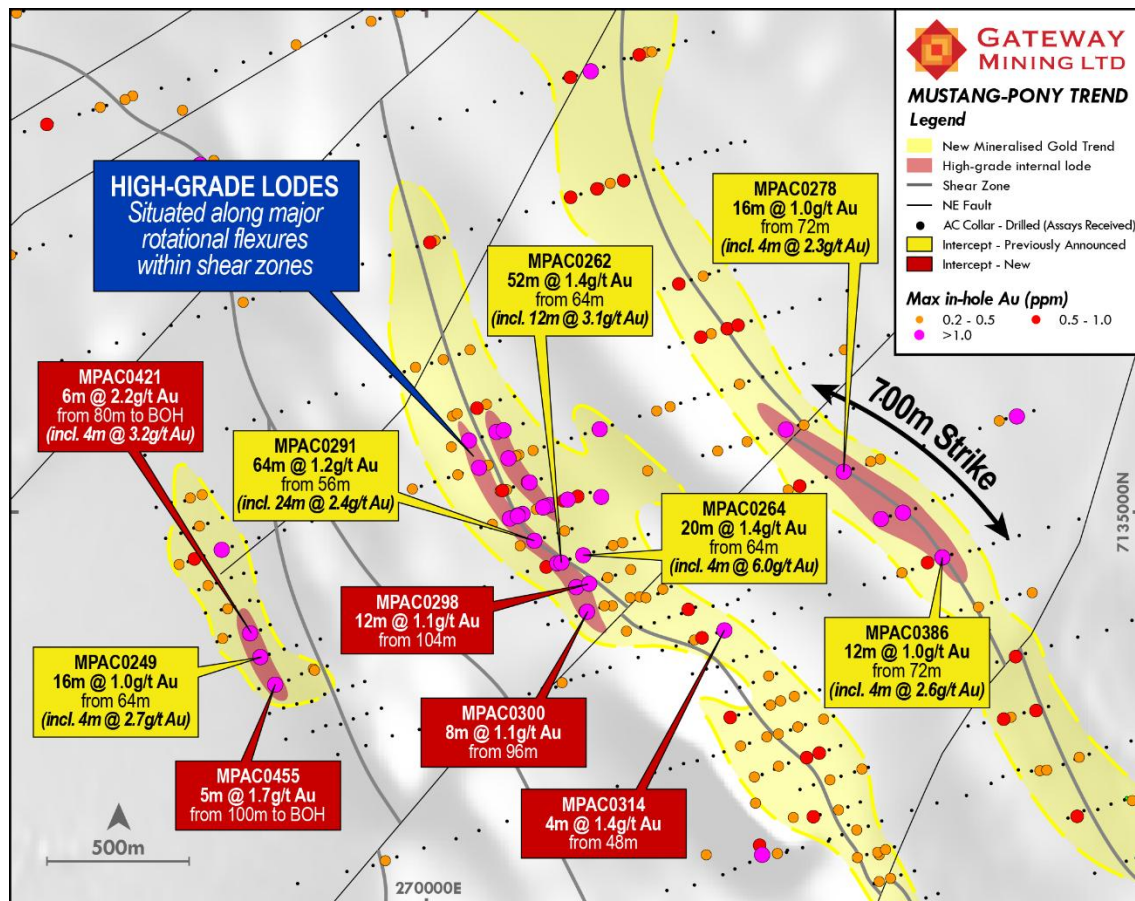 GATEWAY
MINING LTD
MUSTANG-PONY TREND
Legend
New Mineralised Gold Trend
High-grade internal lode
Shear Zone
NE Fault
AC Collar - Drilled (Assays Received)
Intercept - Previously Announced
Intercept - New
Max in-hole Au (ppm)
0.2 - 0.5
0.5 - 1.0
>1.0
HIGH-GRADE LODES
Situated along major
rotational flexures
within shear zones
MPAC0278
16m @ 1.0g/t Au
from 72m
(incl. 4m @ 2.3g/t Au)
MPAC0262
52m @ 1.4g/t Au
from 64m
(incl. 12m @ 3.1g/t Au)
MPAC0421
6m @ 2.2g/t Au
from 80m to BOH
(incl. 4m @ 3.2g/t Au)
700m Strike
MPAC0291
64m @ 1.2g/t Au
from 56m
(incl. 24m @ 2.4g/t Au)
7135000N
MPAC0264
20m @ 1.4g/t Au
from 64m
(incl. 4m @ 6.0g/t Au)
MPAC0298
12m @ 1.1g/t Au
from 104m
MPAC0386
12m @ 1.0g/t Au
from 72m
(incl. 4m @ 2.6g/t Au)
MPAC0249
16m @ 1.0g/t Au
from 64m
(incl. 4m @ 2.7g/t Au)
MPAC0300
8m @ 1.1g/t Au
from 96m
MPAC0455
5m @ 1.7g/t Au
from 100m to BOH
MPAC0314
4m @ 1.4g/t Au
from 48m
500m
270000E